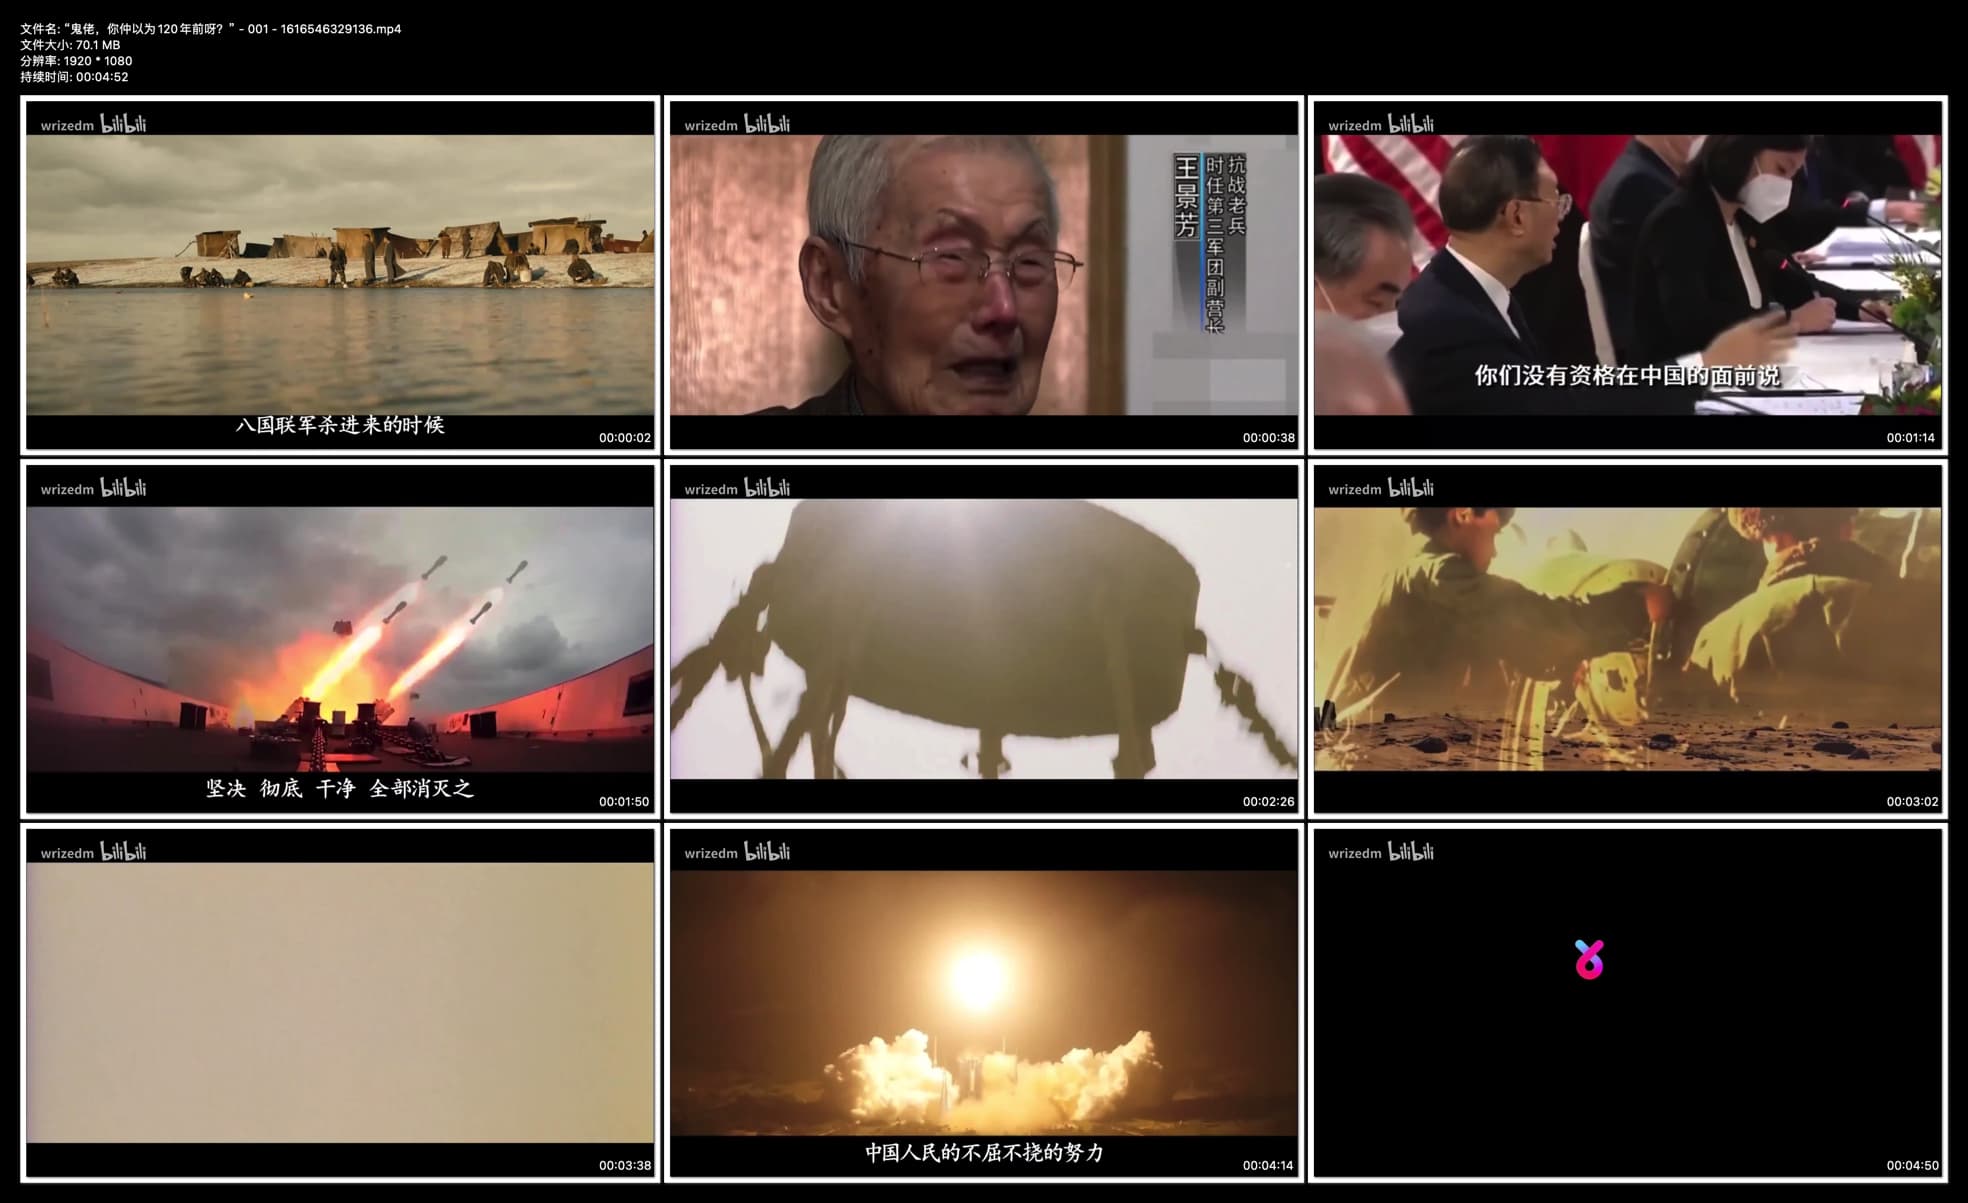 文件名: “鬼佬，你仲以为120年前呀？” - 001 - 1616546329136.mp4
文件大小: 70.1 MB
分辨率: 1920 * 1080
持续时间: 00:04:52
wrizedm bilibili
八国联军杀进来的时候
00:00:02
wrizedm bilibili
抗战老兵
时任第三军团副营长
王景芳
00:00:38
wrizedm bilibili
你们没有资格在中国的面前说
00:01:14
wrizedm bilibili
坚决 彻底 干净 全部消灭之
00:01:50
wrizedm bilibili
00:02:26
wrizedm bilibili
00:03:02
wrizedm bilibili
00:03:38
wrizedm bilibili
中国人民的不屈不挠的努力
00:04:14
wrizedm bilibili
00:04:50